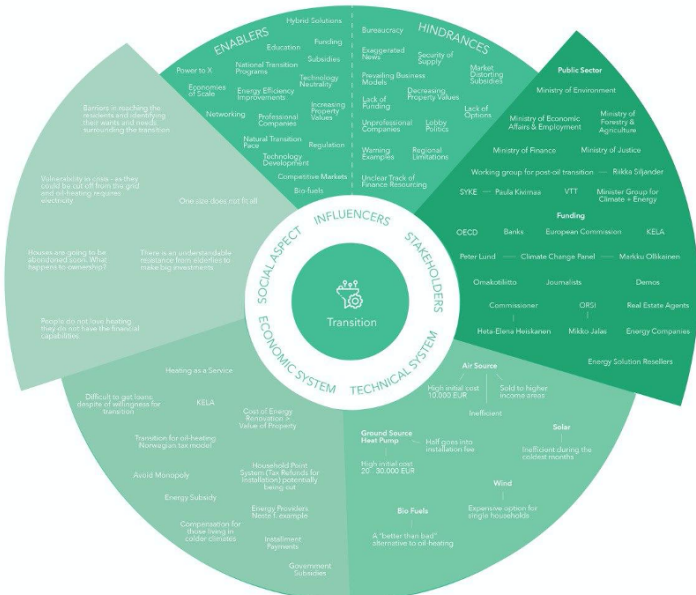 ENABLERS
Hybrid Solutions
Education
Funding
Subsidies
Power to X
National Transition
Programs
Technology
Neutrality
Economies
of Scale
Energy Efficiency
Improvements
Networking
Professional
Companies
Increasing
Property
Values
Natural Transition
Pace
Regulation
Technology
Development
Competitive Markets
Bio-fuels
HINDRANCES
Bureaucracy
Exaggerated
News
Security of
Supply
Prevailing Business
Models
Market
Distorting
Subsidies
Decreasing
Property Values
Lack of
Funding
Lack of
Options
Unprofessional
Companies
Lobby
Politics
Warning
Examples
Regional
Limitations
Unclear Track of
Finance Resourcing
Public Sector
Ministry of Environment
Ministry of Economic
Affairs & Employment
Ministry of
Forestry &
Agriculture
Ministry of Finance
Ministry of Justice
Working group for post-oil transition
Riikka Siljander
SYKE
Paula Kivimaa
VTT
Minister Group for
Climate + Energy
Funding
OECD
Banks
European Commission
KELA
Peter Lund
Climate Change Panel
Markku Ollikainen
Omakotiliitto
Journalists
Demos
Commissioner
ORSI
Real Estate Agents
Heta-Elena Heiskanen
Mikko Jalas
Energy Companies
Energy Solution Resellers
Barriers in reaching the
residents and identifying
their wants and needs
surrounding the transition
Vulnerability in crisis - as they
could be cut off from the grid
and oil-heating requires
electricity
One size does not fit all
Houses are going to be
abandoned soon. What
happens to ownership?
There is an understandable
reluctance from minorities to
make big investments
People do not leave heating,
they do not have the financial
capabilities.
SOCIAL ASPECT
INFLUENCERS
STAKEHOLDERS
ECONOMIC SYSTEM
TECHNICAL SYSTEM
Transition
Heating as a Service
Difficult to get loans,
despite of willingness for
transition
KELA
Cost of Energy
Renovation >
Value of Property
Transition for oil-heating
Norwegian tax model
Avoid Monopoly
Household Point
System (Tax Refunds for
Installation) potentially
being cut
Energy Subsidy
Energy Providers
Neste f. example
Compensation for
those living in
colder climates
Installment
Payments
Government
Subsidies
Air Source
High initial cost
10,000 EUR
Sold to higher
income areas
Inefficient
Ground Source
Heat Pump
Half goes into
installation fee
High initial cost
20 - 30,000 EUR
Solar
Inefficient during the
coldest months
Wind
Expensive option for
single households
Bio Fuels
A "better than bad"
alternative to oil-heating